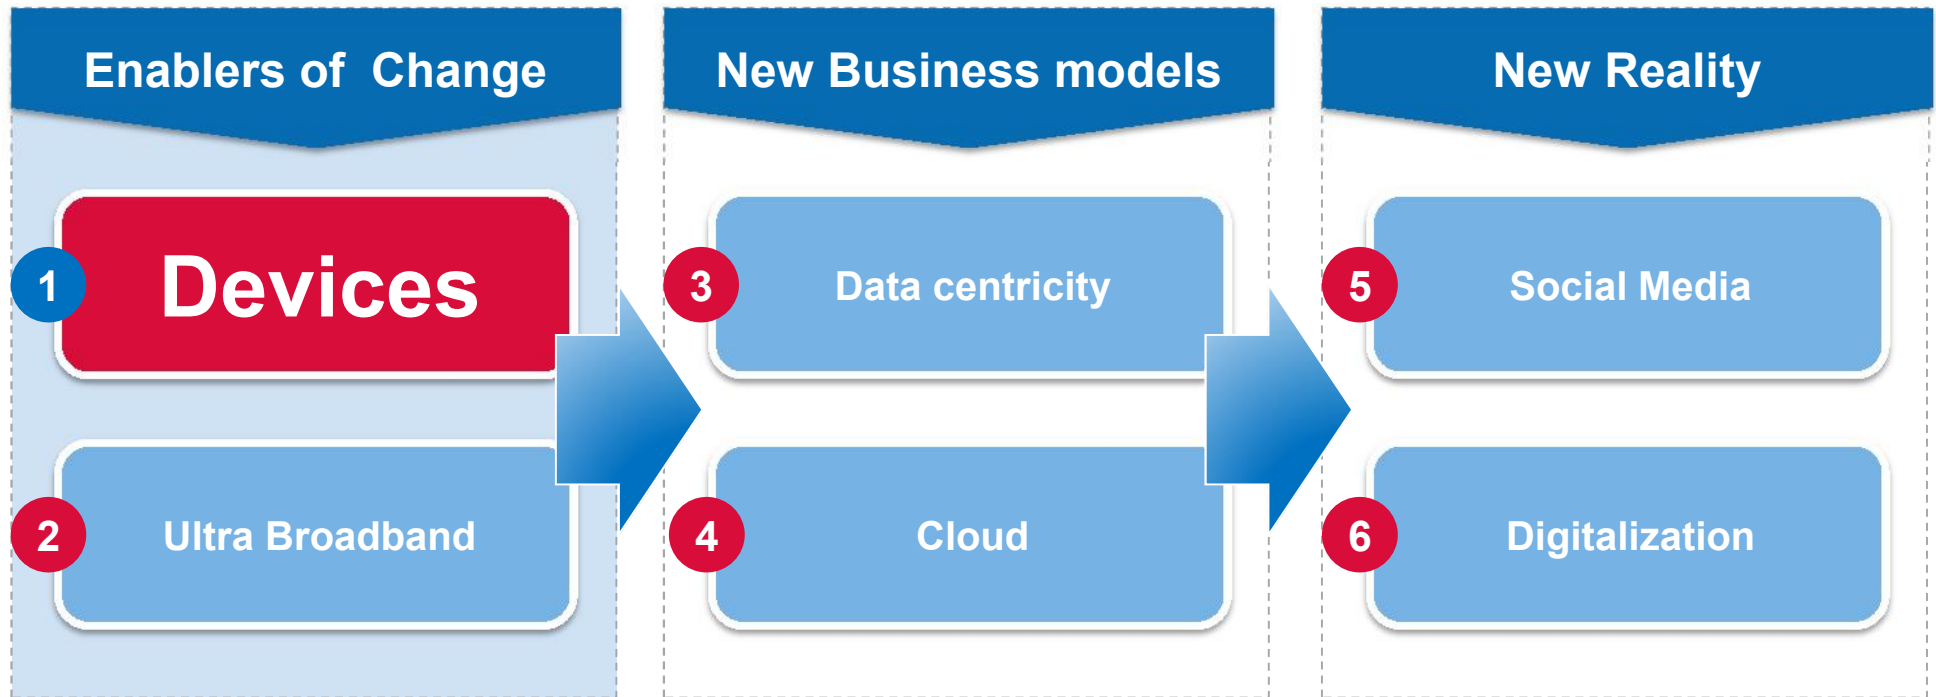 Enablers of  Change
1
Devices
2
Ultra Broadband
New Business models
3
Data centricity
4
Cloud
New Reality
5
Social Media
6
Digitalization